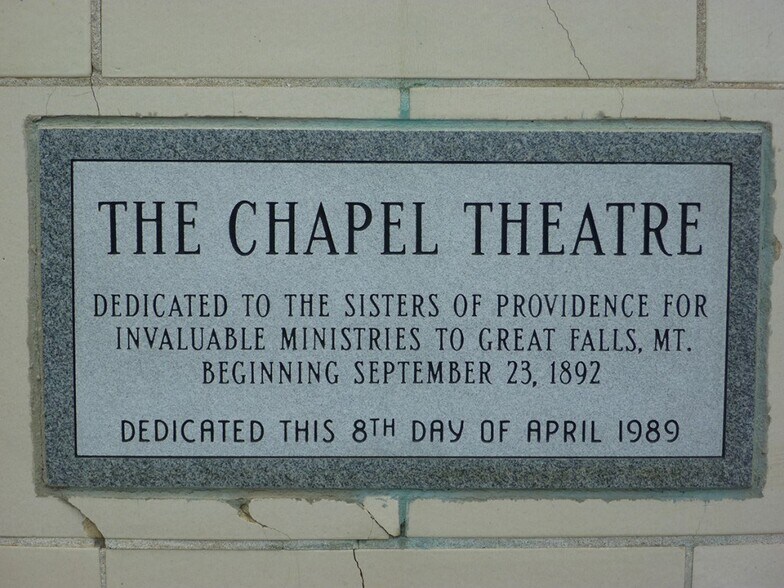 THE CHAPEL THEATRE
DEDICATED TO THE SISTERS OF PROVIDENCE FOR
INVALUABLE MINISTRIES TO GREAT FALLS, MT.
BEGINNING SEPTEMBER 23, 1892
DEDICATED THIS 8TH DAY OF APRIL 1989